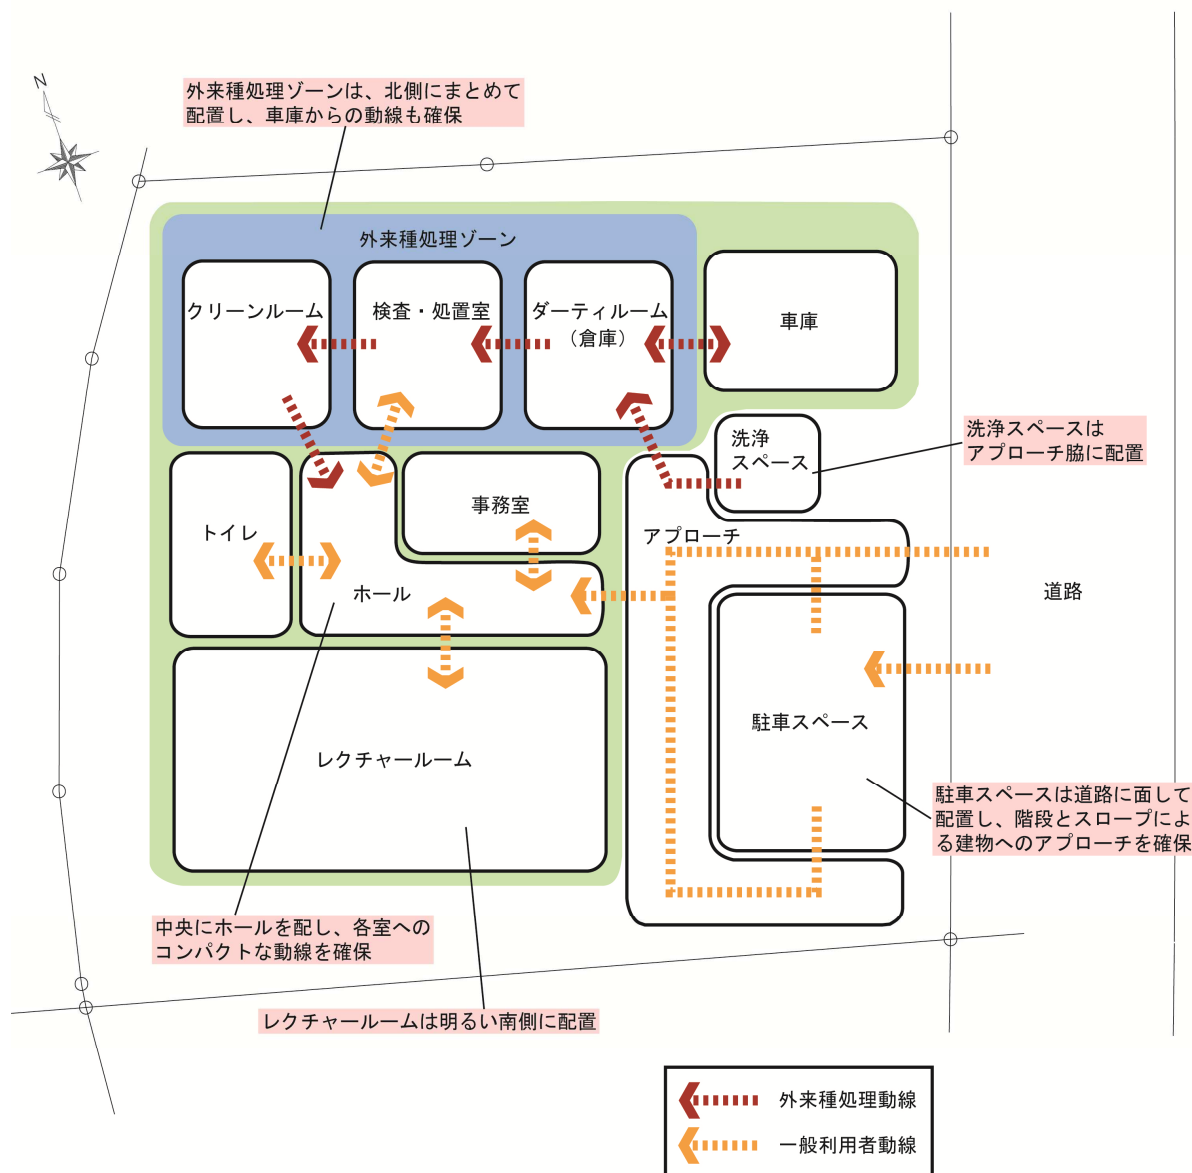 N
外来種処理ゾーンは、北側にまとめて
配置し、車庫からの動線も確保
外来種処理ゾーン
クリーンルーム
検査・処置室
ダーティルーム
（倉庫）
車庫
洗浄
スペース
洗浄スペースは
アプローチ脇に配置
トイレ
事務室
アプローチ
ホール
道路
駐車スペース
レクチャールーム
駐車スペースは道路に面して
配置し、階段とスロープによ
る建物へのアプローチを確保
中央にホールを配し、各室への
コンパクトな動線を確保
レクチャールームは明るい南側に配置
外来種処理動線
一般利用者動線